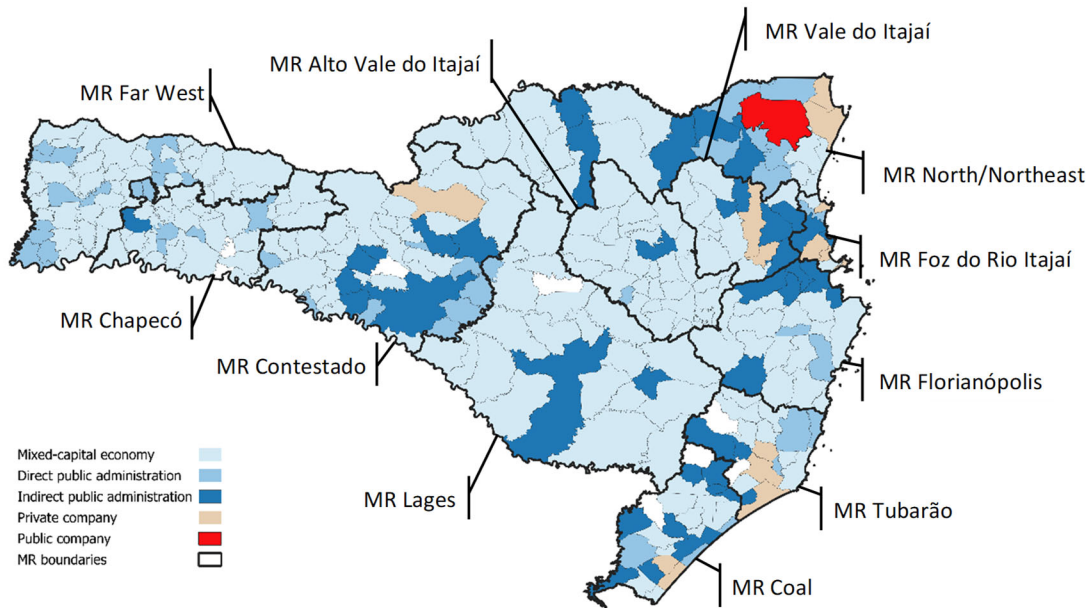 MR Vale do Itajaí
MR Alto Vale do Itajaí
MR Far West
MR North/Northeast
MR Foz do Rio Itajaí
MR Chapecó
MR Contestado
MR Florianópolis
MR Lages
MR Tubarão
MR Coal
Mixed-capital economy
Direct public administration
Indirect public administration
Private company
Public company
MR boundaries